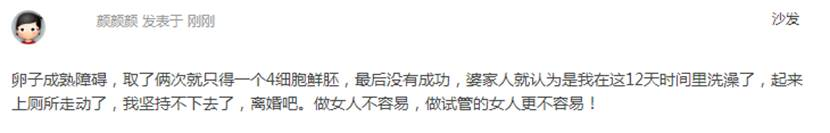 颜颜颜 发表于 刚刚
沙发
卵子成熟障碍，取了俩次就只得一个4细胞鲜胚，最后没有成功，婆家人就认为是我在这12天时间里洗澡了，起来
上厕所走动了，我坚持不下去了，离婚吧。做女人不容易，做试管的女人更不容易！